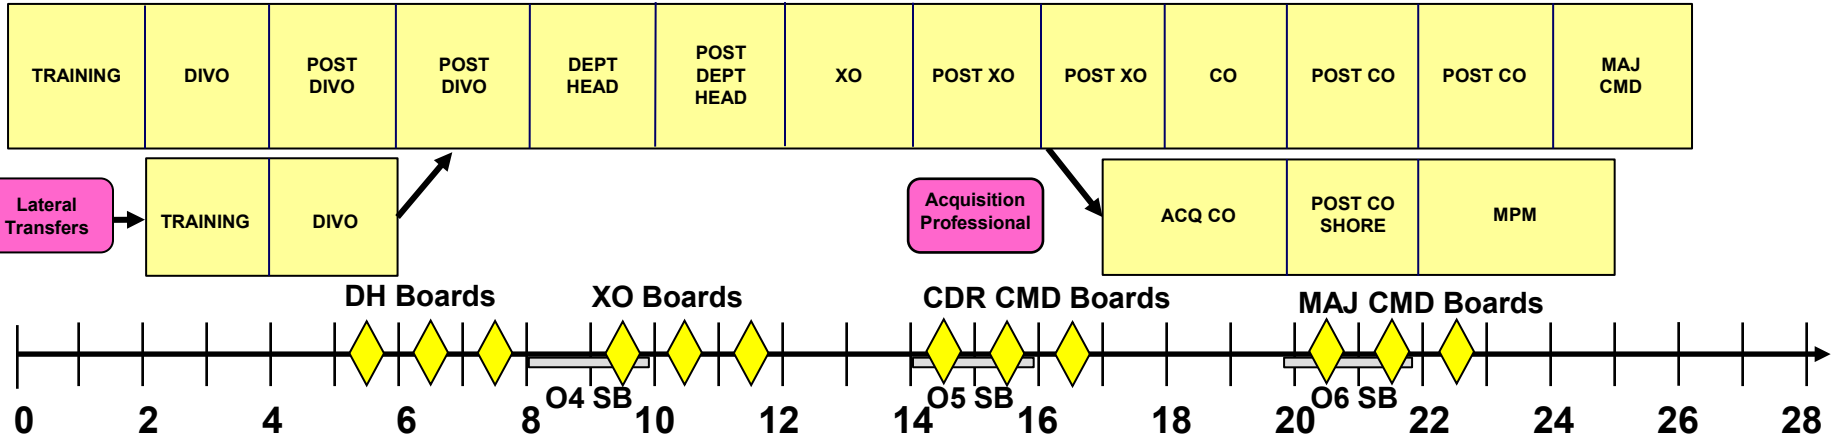 TRAINING
DIVO
POST
DIVO
POST
DIVO
DEPT
HEAD
POST
DEPT
HEAD
XO
POST XO
POST XO
CO
POST CO
POST CO
MAJ
CMD
Lateral
Transfers
TRAINING
DIVO
Acquisition
Professional
ACQ CO
POST CO
SHORE
MPM
DH Boards
XO Boards
CDR CMD Boards
MAJ CMD Boards
O4 SB
O5 SB
O6 SB
0 2 4 6 8 10 12 14 16 18 20 22 24 26 28